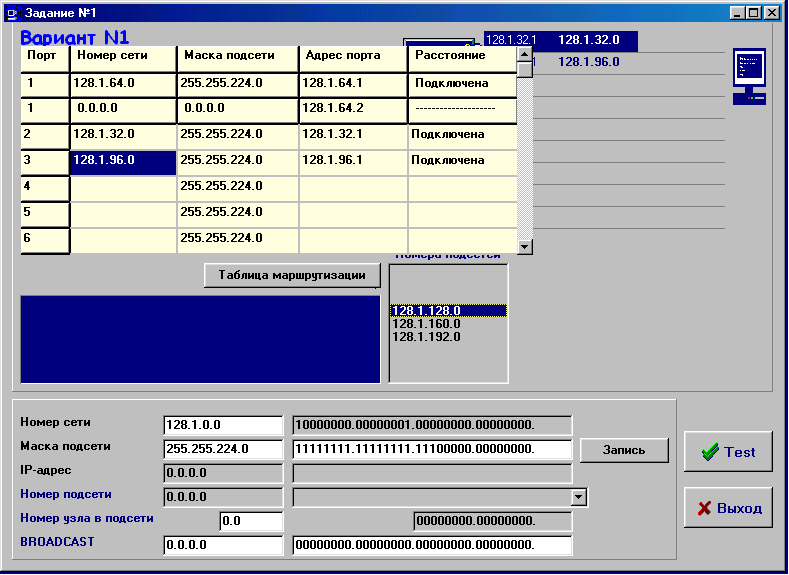 Задание №1
Вариант N1
128.1.32.1 128.1.32.0
1 128.1.96.0
Порт Номер сети Маска подсети Адрес порта Расстояние
1 128.1.64.0 255.255.224.0 128.1.64.1 Подключена
1 0.0.0.0 0.0.0.0 128.1.64.2 -------------------
2 128.1.32.0 255.255.224.0 128.1.32.1 Подключена
3 128.1.96.0 255.255.224.0 128.1.96.1 Подключена
4 255.255.224.0
5 255.255.224.0
6 255.255.224.0
Номера подсетей
Таблица маршрутизации
128.1.128.0
128.1.160.0
128.1.192.0
Номер сети 128.1.0.0 10000000.00000001.00000000.00000000.
Маска подсети 255.255.224.0 11111111.11111111.11100000.00000000. Запись
IP-адрес 0.0.0.0
Номер подсети 0.0.0.0
Номер узла в подсети 0.0 00000000.00000000.
BROADCAST 0.0.0.0 00000000.00000000.00000000.00000000.
Test
Выход